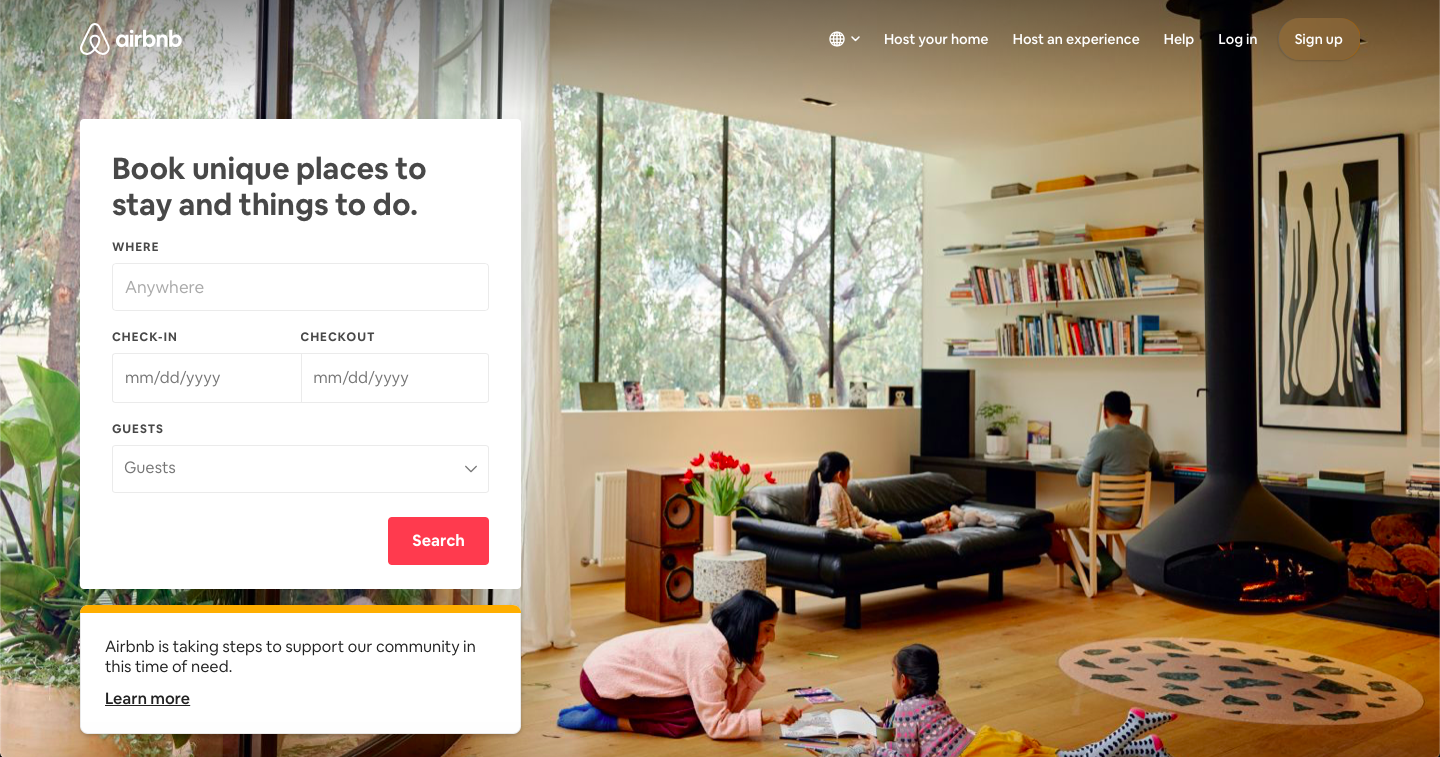 airbnb
Host your home
Host an experience
Help
Log in
Sign up
Book unique places to
stay and things to do.
WHERE
Anywhere
CHECK-IN
CHECKOUT
mm/dd/yyyy
mm/dd/yyyy
GUESTS
Guests
Search
Airbnb is taking steps to support our community in
this time of need.
Learn more